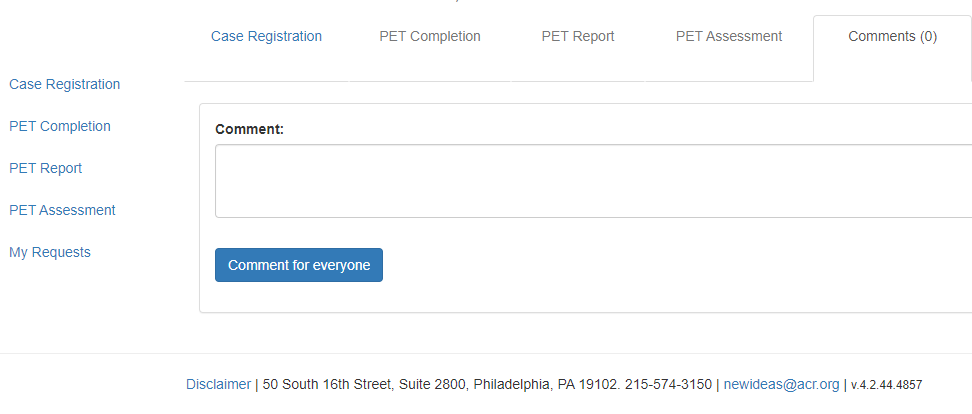 Case Registration PET Completion PET Report PET Assessment Comments (0)
Case Registration
PET Completion
PET Report
PET Assessment
My Requests
Comment:
Comment for everyone
Disclaimer | 50 South 16th Street, Suite 2800, Philadelphia, PA 19102. 215-574-3150 | newideas@acr.org | v.4.2.44.4857